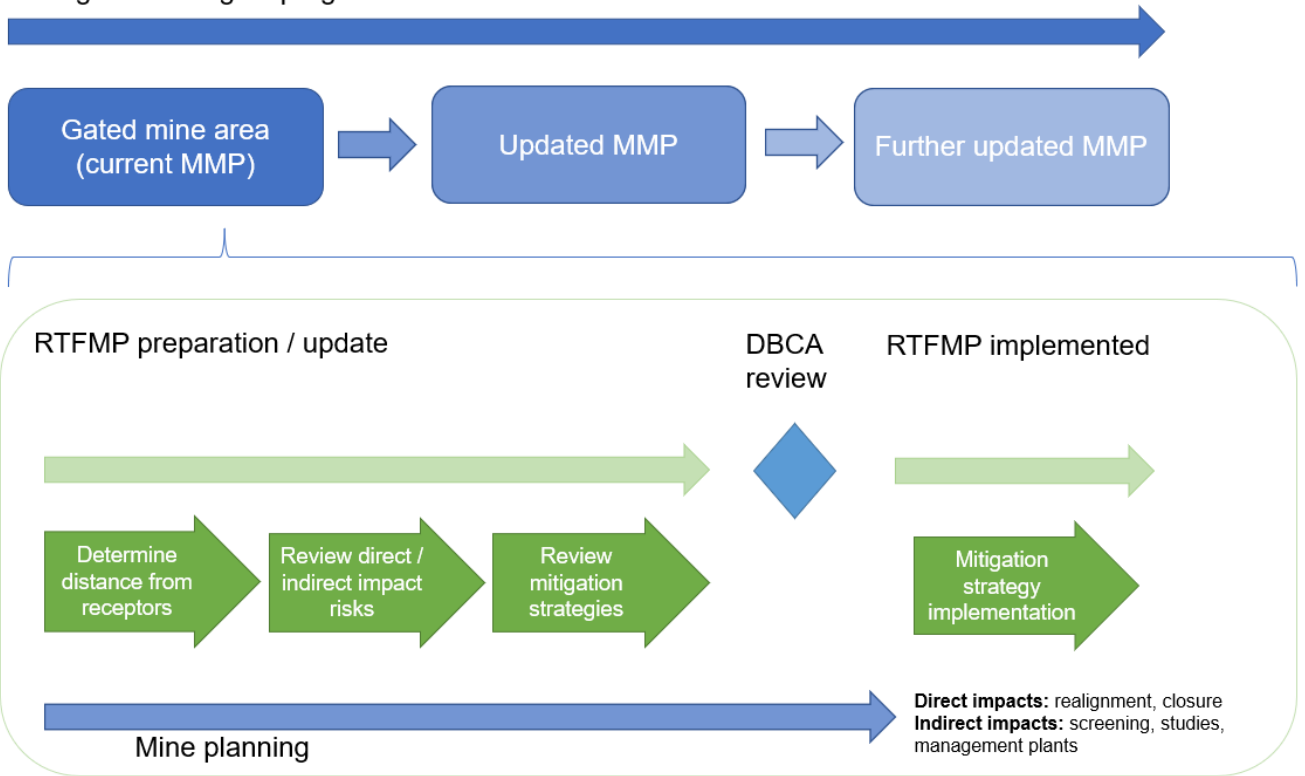 Gated mine area
(current MMP)
Updated MMP
Further updated MMP
RTFMP preparation / update
DBCA
review
RTFMP implemented
Determine
distance from
receptors
Review direct /
indirect impact
risks
Review
mitigation
strategies
Mitigation
strategy
implementation
Mine planning
Direct impacts: realignment, closure
Indirect impacts: screening, studies,
management plants